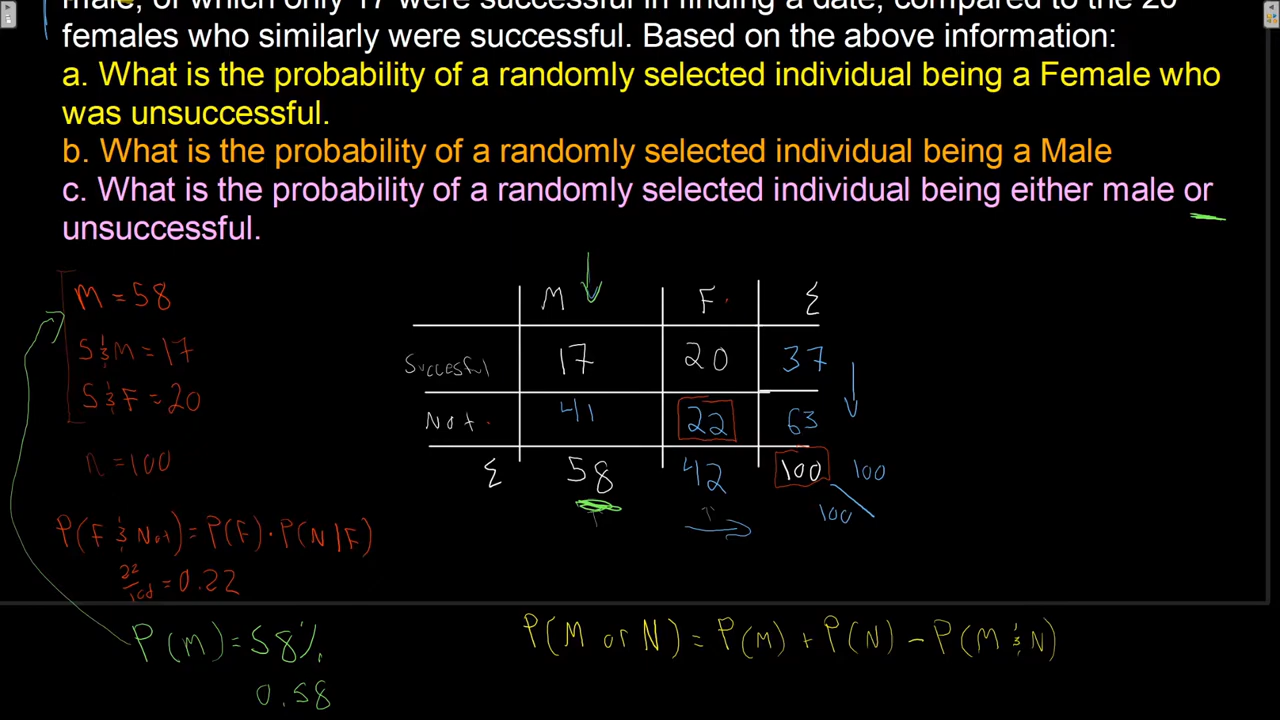 male, of which only 17 were successful in finding a date, compared to the 20
females who similarly were successful. Based on the above information:
a. What is the probability of a randomly selected individual being a Female who
was unsuccessful.
b. What is the probability of a randomly selected individual being a Male
c. What is the probability of a randomly selected individual being either male or
unsuccessful.
M = 58
S & M = 17
S & F = 20
n = 100
P(F & Not) = P(F) · P(N|F)
22/100 = 0.22
P(M) = 58%
0.58
M F Σ
Succesful 17 20 37
Not 41 22 63
Σ 58 42 100 100
100
P(M or N) = P(M) + P(N) - P(M & N)